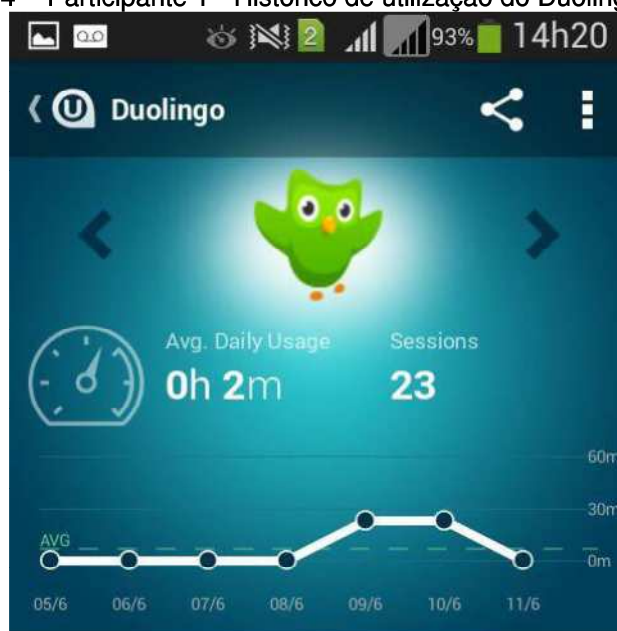 Participante 1 - Histórico de utilização do Duolingo
2 93% 14h20
Duolingo
Avg. Daily Usage Sessions
0h 2m 23
60m
30m
AVG
0m
05/6 06/6 07/6 08/6 09/6 10/6 11/6